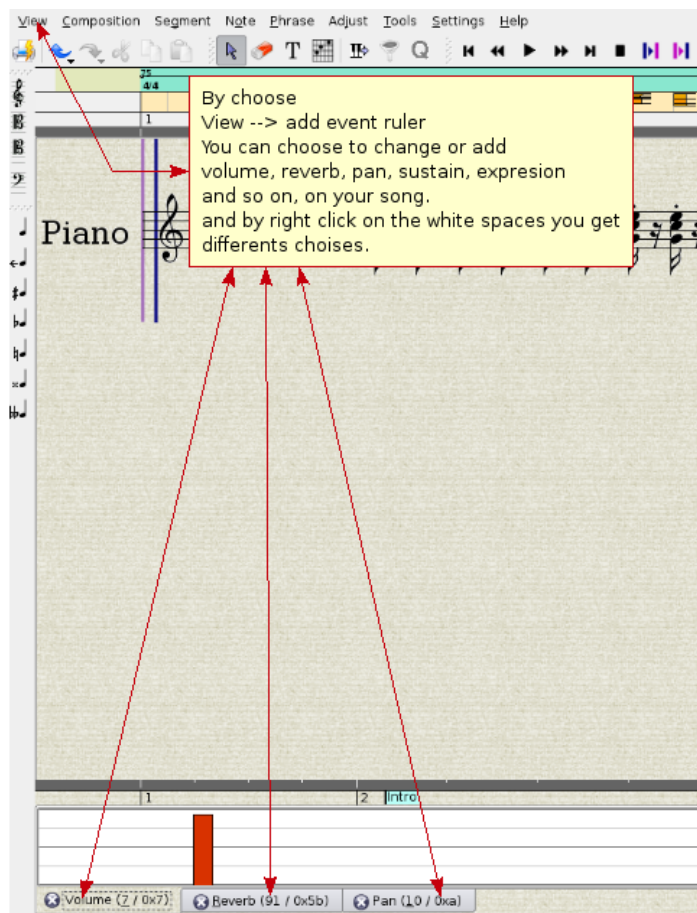 View Composition Segment Note Phrase Adjust Tools Settings Help
T Q
75
4/4
1
By choose
View --> add event ruler
You can choose to change or add
volume, reverb, pan, sustain, expresion
and so on, on your song.
and by right click on the white spaces you get
differents choises.
Piano
1 2 Intro
Volume (7 / 0x7) Reverb (91 / 0x5b) Pan (10 / 0xa)